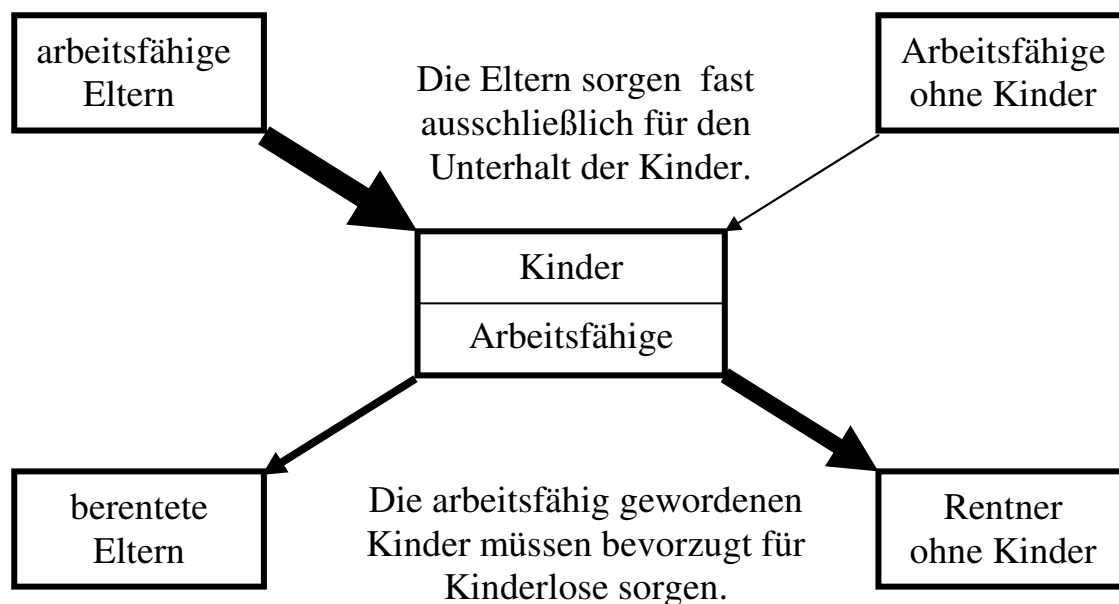 arbeitsfähige
Eltern
Die Eltern sorgen fast
ausschließlich für den
Unterhalt der Kinder.
Arbeitsfähige
ohne Kinder
Kinder
Arbeitsfähige
berentete
Eltern
Die arbeitsfähig gewordenen
Kinder müssen bevorzugt für
Kinderlose sorgen.
Rentner
ohne Kinder